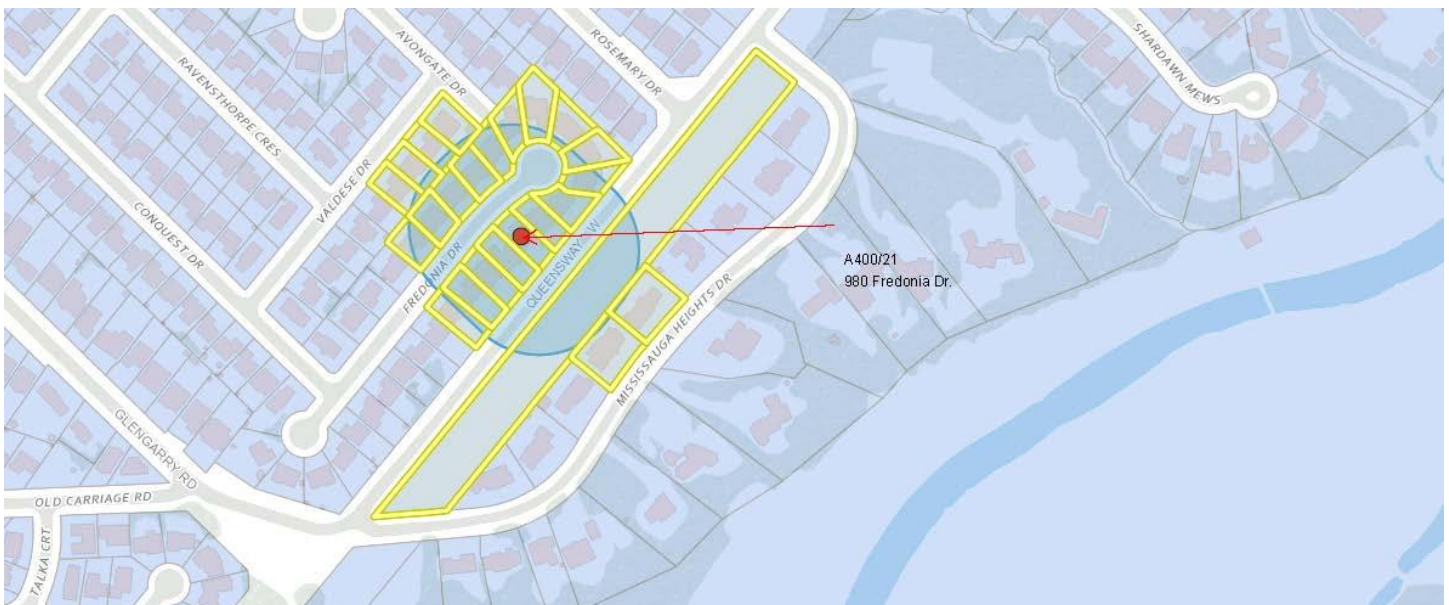 AVONGATE DR
ROSEMARY DR
RAVENSTHORPE CRES
SHARDAWN MEWS
VALDESE DR
CONQUEST DR
FREDONIA DR
QUEENSWAY W
A400/21
980 Fredonia Dr.
MISSISSAUGA HEIGHTS DR
GLENGARRY RD
OLD CARRIAGE RD
TALKA CRT